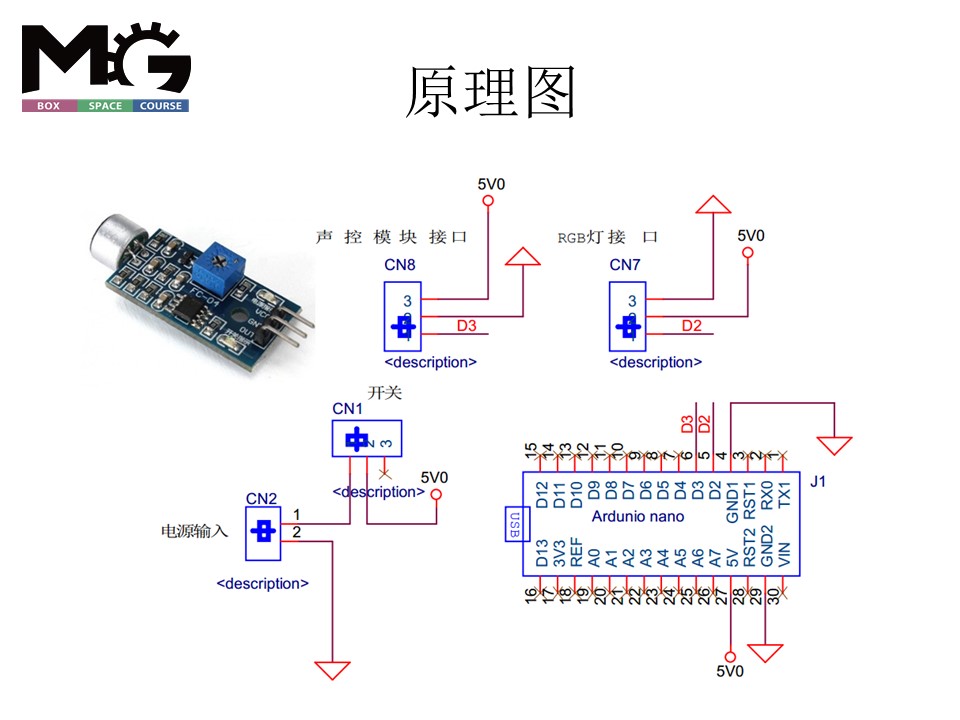 MG
BOX SPACE COURSE
原理图
声 控 模 块 接 口
CN8
5V0
3
D3
<description>
RGB灯接 口
CN7
5V0
3
D2
<description>
FC-04
VCC
GND
OUT
开关
CN1
2
3
<description>
5V0
电源输入
CN2
1
2
<description>
D3
D2
15 14 13 12 11 10 9 8 7 6 5 4 3 2 1
J1
D12 D11 D10 D9 D8 D7 D6 D5 D4 D3 D2 GND1 RST1 RX0 TX1
USB
Ardunio nano
D13 3V3 REF A0 A1 A2 A3 A4 A5 A6 A7 5V RST2 GND2 VIN
16 17 18 19 20 21 22 23 24 25 26 27 28 29 30
5V0